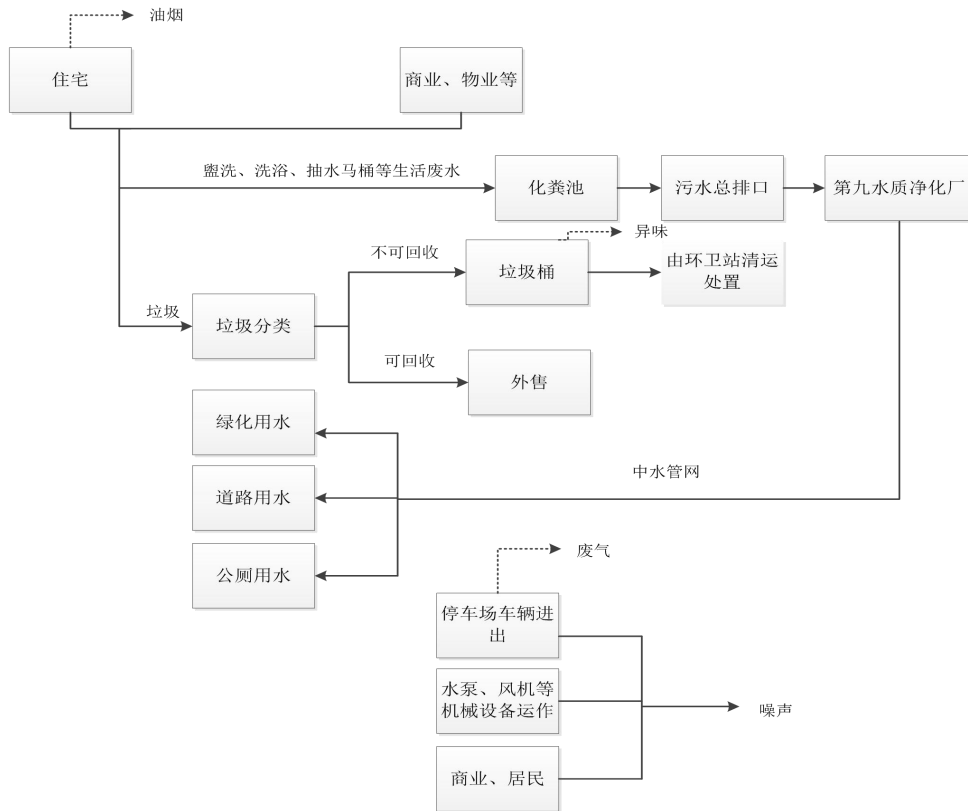 油烟
住宅
商业、物业等
盥洗、洗浴、抽水马桶等生活废水
化粪池
污水总排口
第九水质净化厂
异味
不可回收
垃圾桶
由环卫站清运
处置
垃圾
垃圾分类
可回收
外售
绿化用水
中水管网
道路用水
公厕用水
废气
停车场车辆进
出
水泵、风机等
机械设备运作
噪声
商业、居民